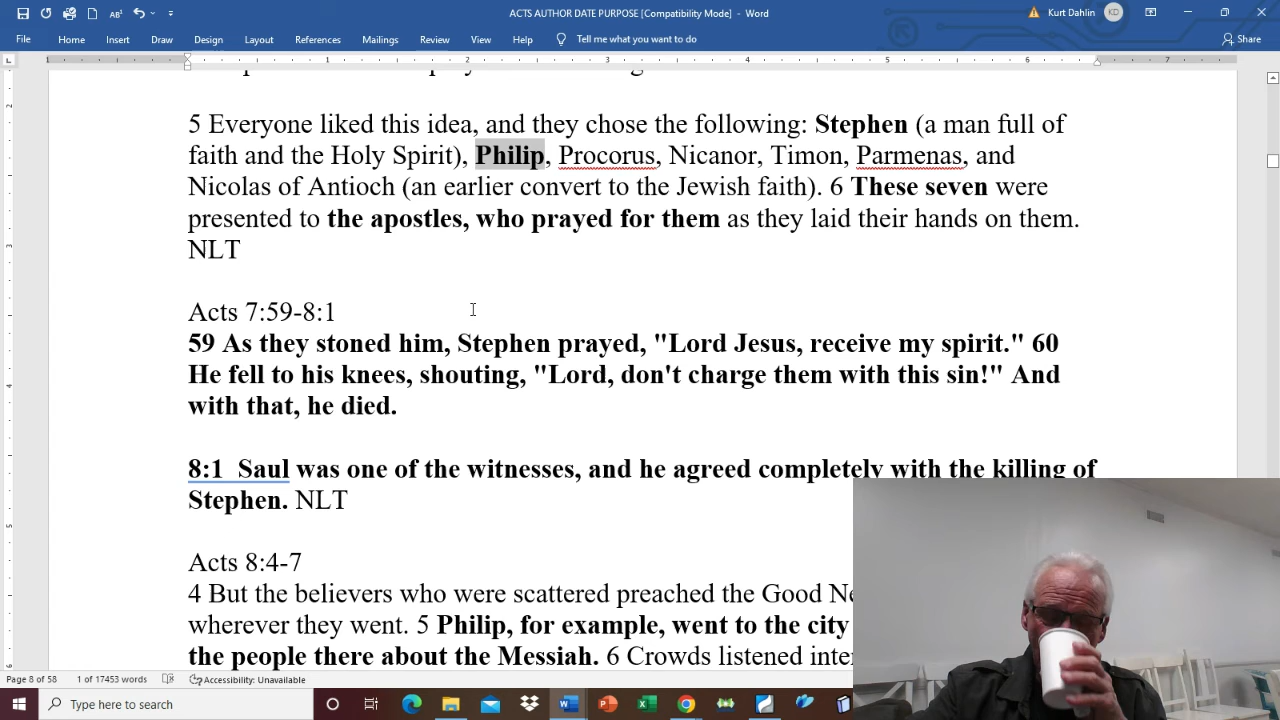 ACTS AUTHOR DATE PURPOSE [Compatibility Mode] - Word
Kurt Dahlin
KD
File Home Insert Draw Design Layout References Mailings Review View Help Tell me what you want to do Share
1 1 2 3 4 5 6 7
5 Everyone liked this idea, and they chose the following: Stephen (a man full of
faith and the Holy Spirit), Philip, Procorus, Nicanor, Timon, Parmenas, and
Nicolas of Antioch (an earlier convert to the Jewish faith). 6 These seven were
presented to the apostles, who prayed for them as they laid their hands on them.
NLT
Acts 7:59-8:1
59 As they stoned him, Stephen prayed, "Lord Jesus, receive my spirit." 60
He fell to his knees, shouting, "Lord, don't charge them with this sin!" And
with that, he died.
8:1 Saul was one of the witnesses, and he agreed completely with the killing of
Stephen. NLT
Acts 8:4-7
4 But the believers who were scattered preached the Good
wherever they went. 5 Philip, for example, went to the city
the people there about the Messiah. 6 Crowds listened
Page 8 of 58 1 of 17453 words Accessibility: Unavailable
Type here to search